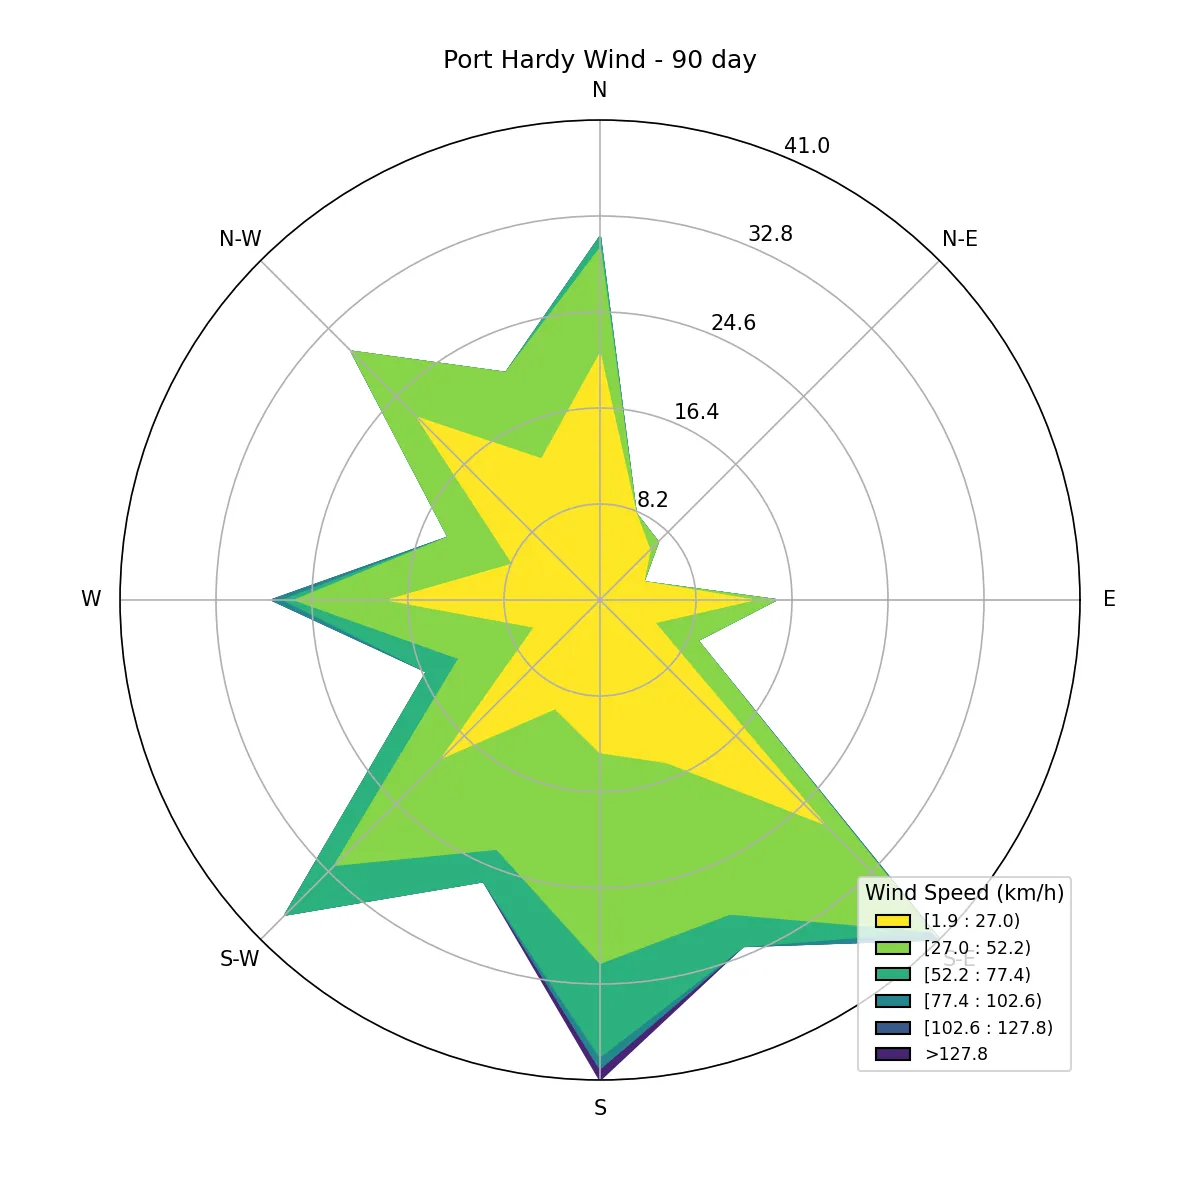 Port Hardy Wind - 90 day
N
41.0
N-W
32.8
N-E
24.6
16.4
8.2
W
E
Wind Speed (km/h)
[1.9 : 27.0)
[27.0 : 52.2)
S-W
S-E
[52.2 : 77.4)
[77.4 : 102.6)
[102.6 : 127.8)
>127.8
S